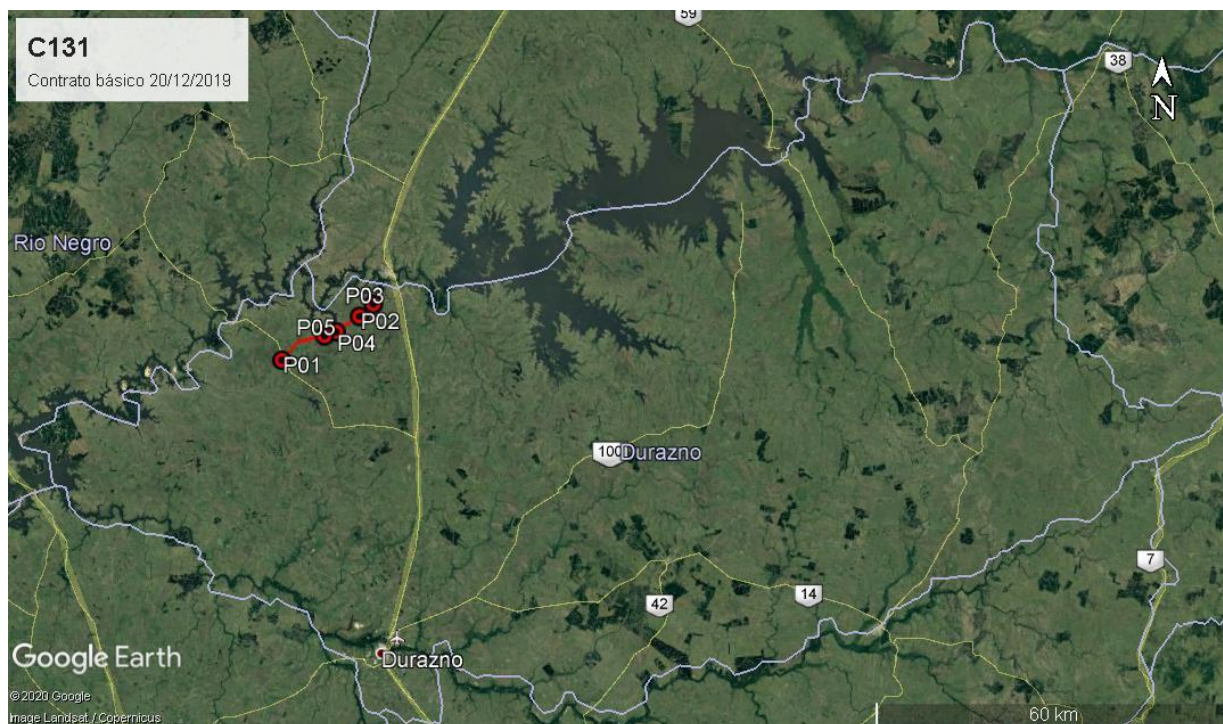 C131
Contrato básico 20/12/2019
59
38
N
Rio Negro
P03
P02
P05
P04
P01
100
Durazno
7
14
42
Durazno
Google Earth
© 2020 Google
Image Landsat / Copernicus
60 km